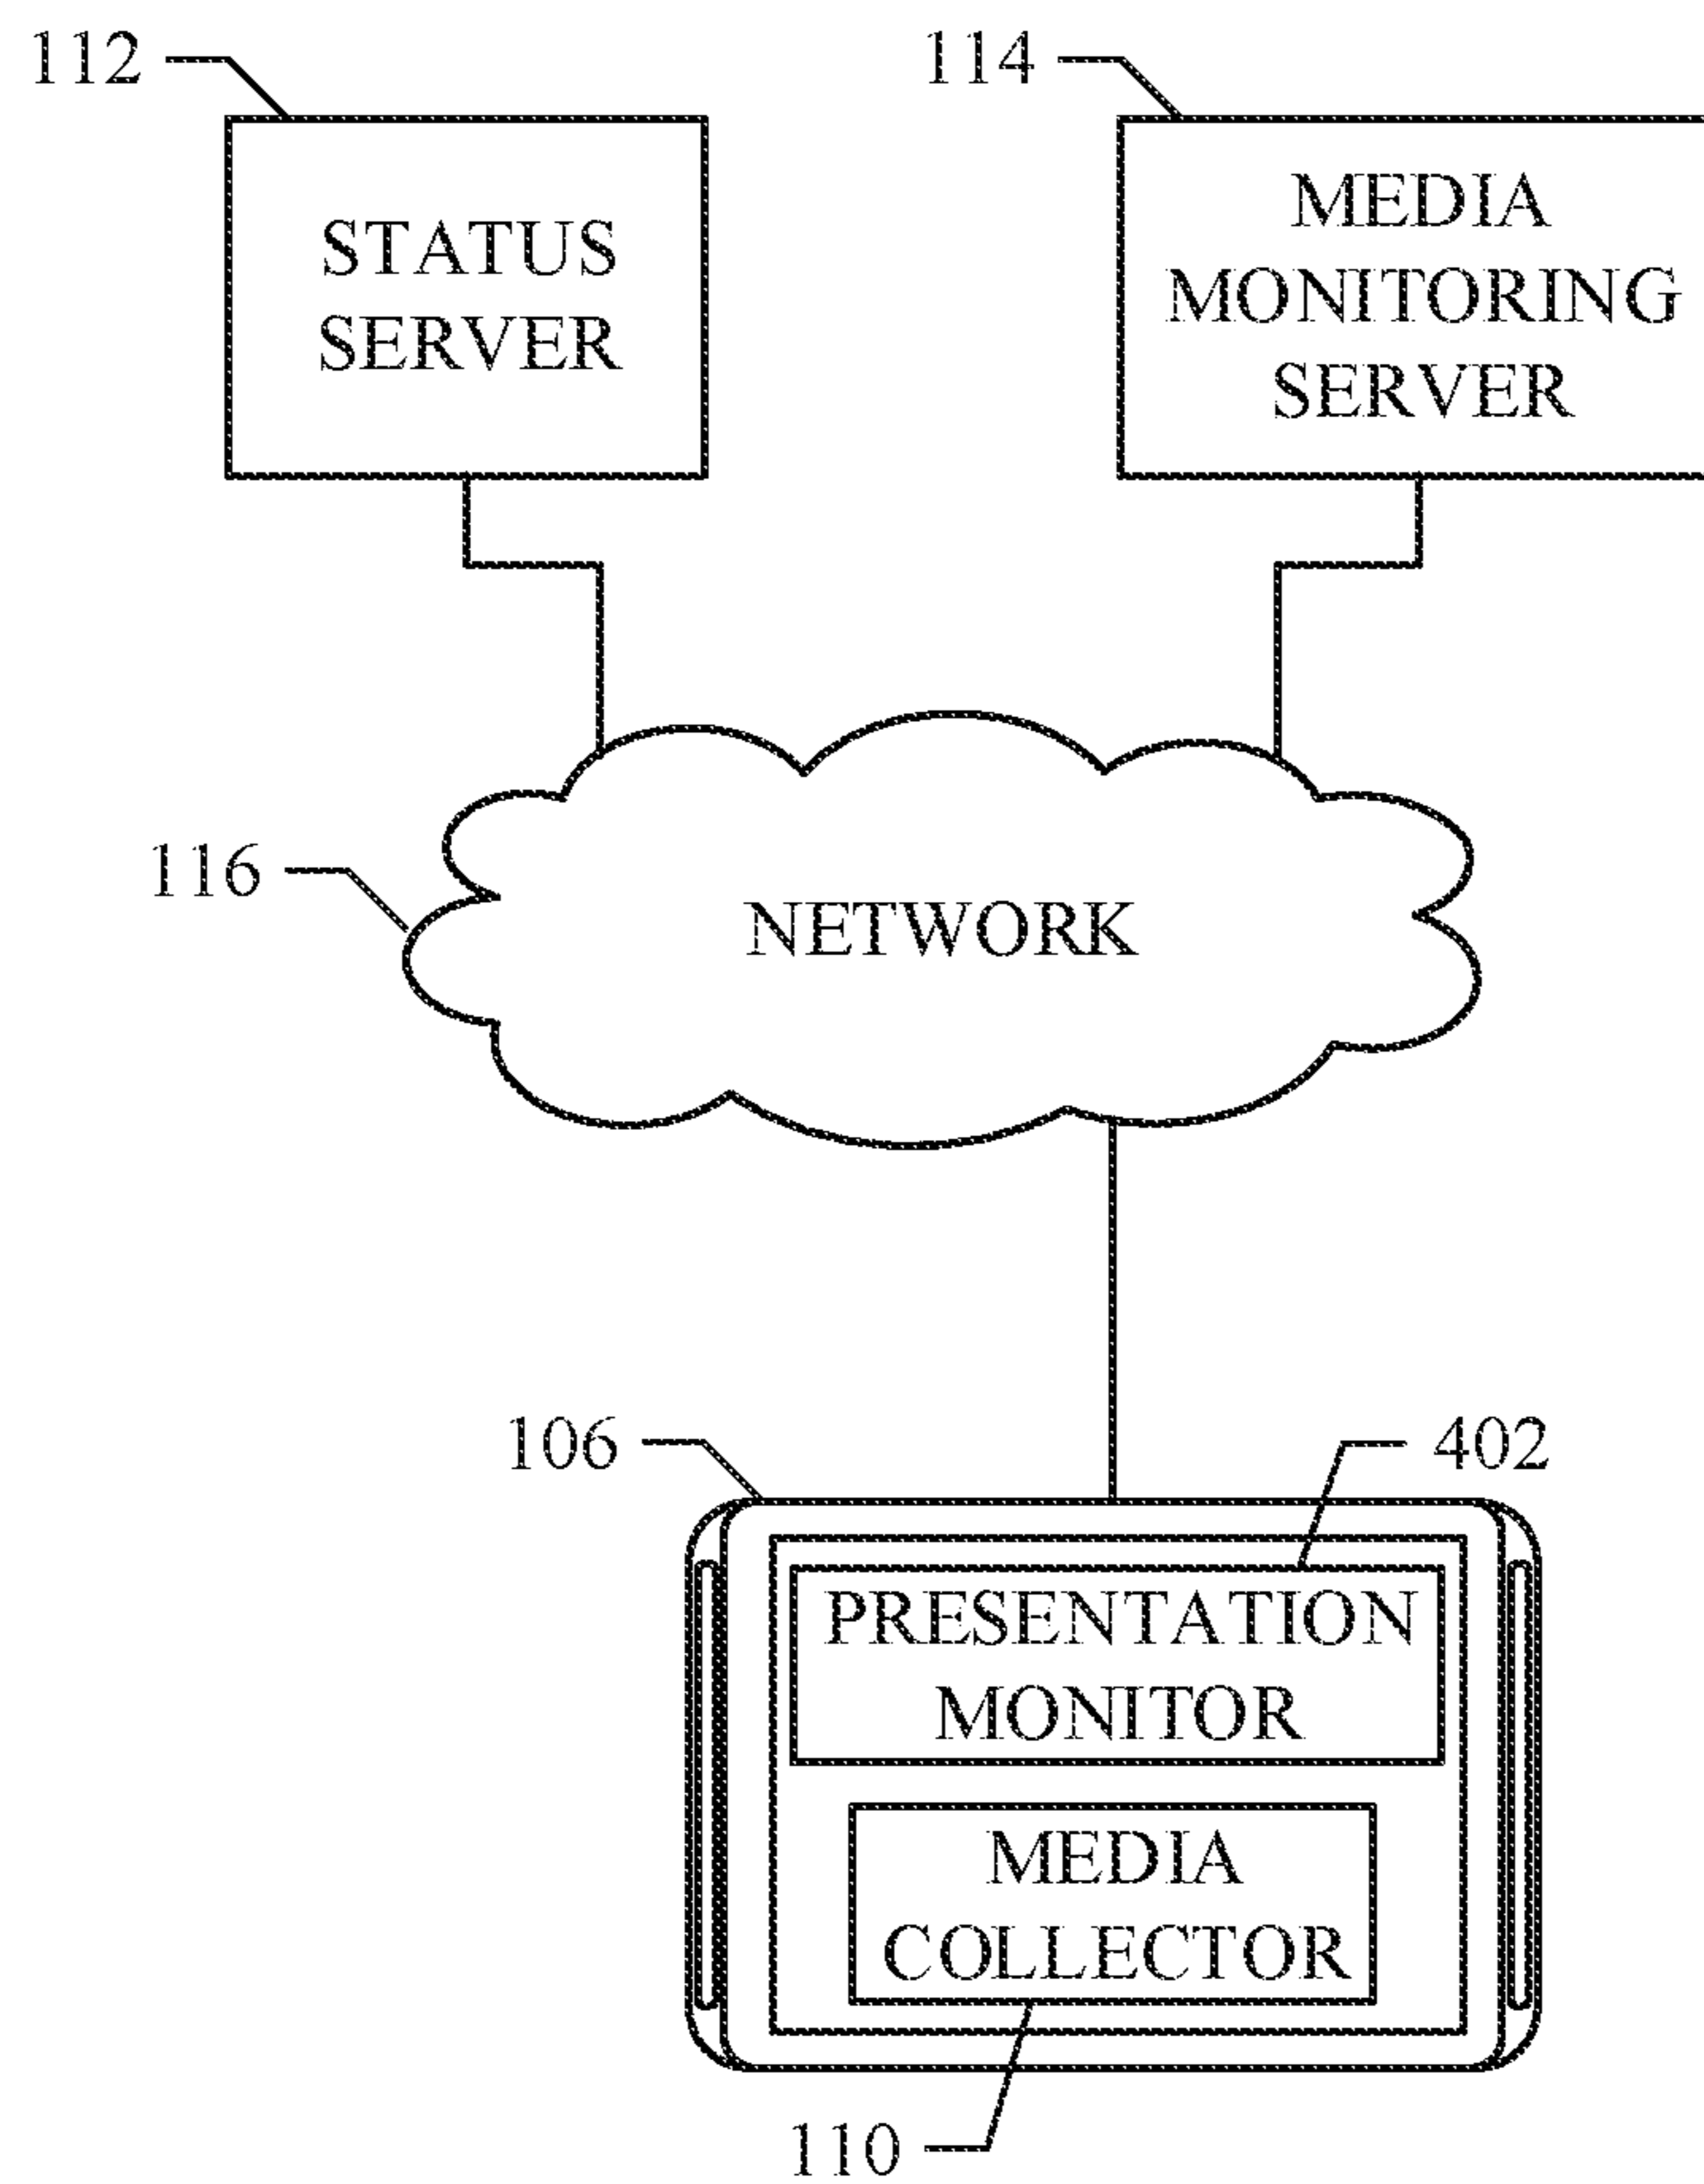 112
114
STATUS
SERVER
MEDIA
MONITORING
SERVER
116
NETWORK
106
402
PRESENTATION
MONITOR
MEDIA
COLLECTOR
110